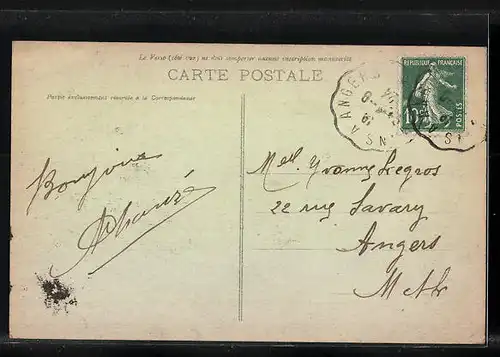 Le Verso (côté vue) ne doit comporter aucune inscription manuscrite
CARTE POSTALE
Partie exclusivement réservée à la Correspondance
RÉPUBLIQUE FRANÇAISE
POSTES
15c
ANGERS
Bonjour
Mell. Yvonne Legros
22 rue Savary
Angers
M et L